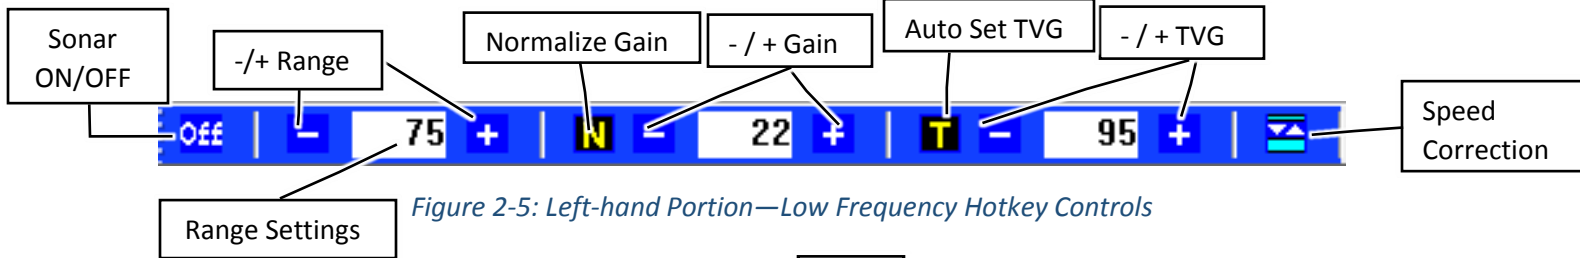 Sonar
ON/OFF
-/+ Range
Normalize Gain
- / + Gain
Auto Set TVG
- / + TVG
Speed
Correction
Off - 75 + N - 22 + T - 95 +
Range Settings
Figure 2-5: Left-hand Portion—Low Frequency Hotkey Controls